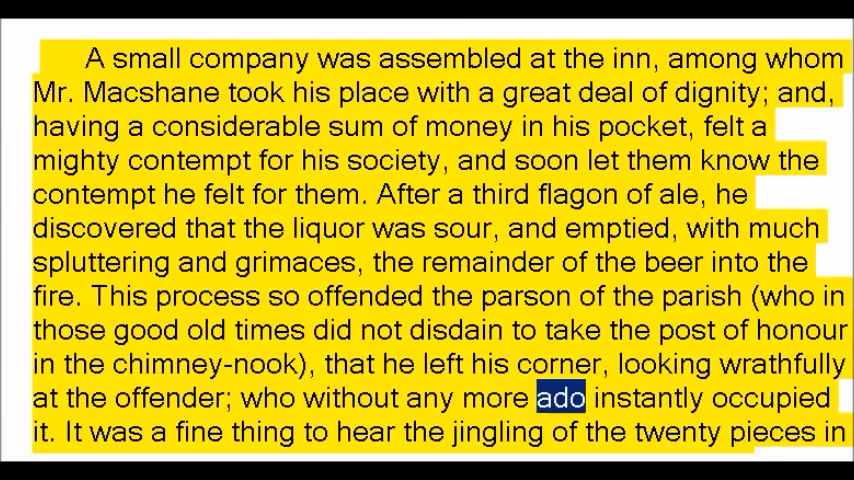 A small company was assembled at the inn, among whom
Mr. Macshane took his place with a great deal of dignity; and,
having a considerable sum of money in his pocket, felt a
mighty contempt for his society, and soon let them know the
contempt he felt for them. After a third flagon of ale, he
discovered that the liquor was sour, and emptied, with much
spluttering and grimaces, the remainder of the beer into the
fire. This process so offended the parson of the parish (who in
those good old times did not disdain to take the post of honour
in the chimney-nook), that he left his corner, looking wrathfully
at the offender; who without any more ado instantly occupied
it. It was a fine thing to hear the jingling of the twenty pieces in